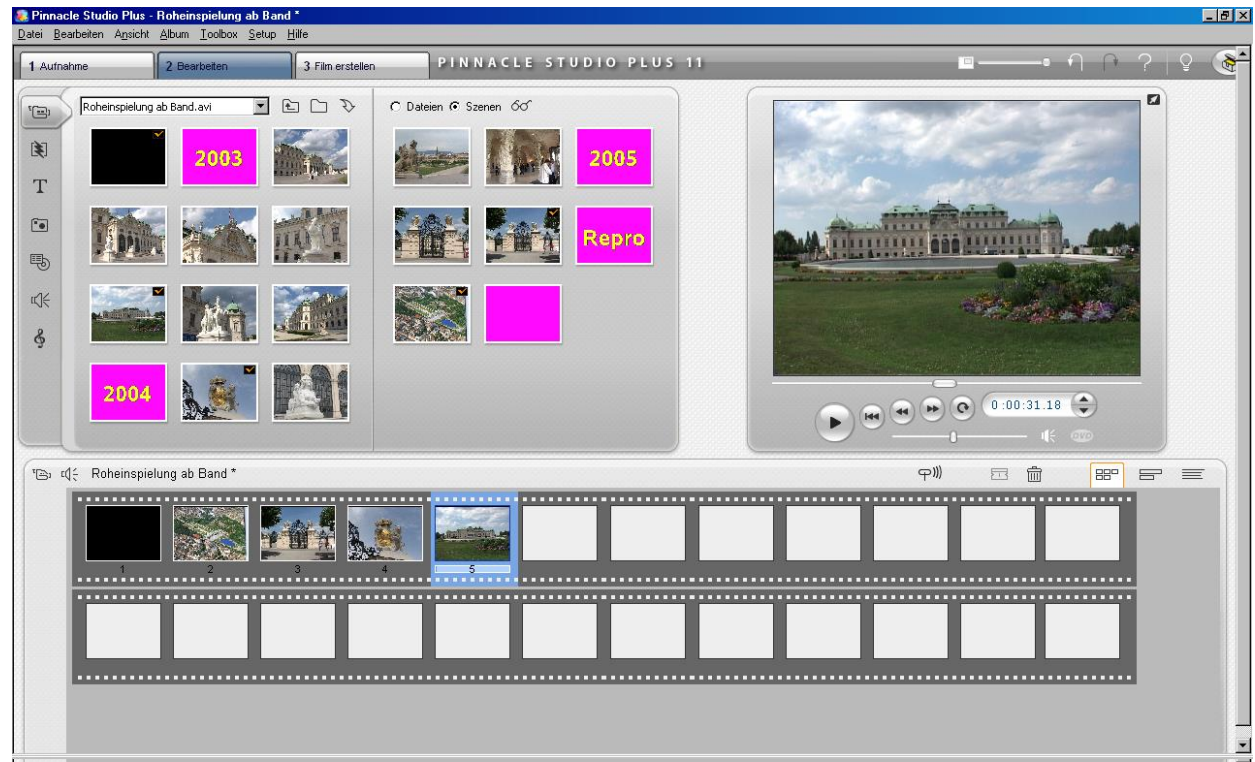 Pinnacle Studio Plus - Roheinspielung ab Band *
Datei Bearbeiten Ansicht Album Toolbox Setup Hilfe
1 Aufnahme 2 Bearbeiten 3 Film erstellen PINNACLE STUDIO PLUS 11
Roheinspielung ab Band.avi Dateien Szenen
2003 2005
Repro
2004
0:00:31.18
DVD
Roheinspielung ab Band *
1 2 3 4 5